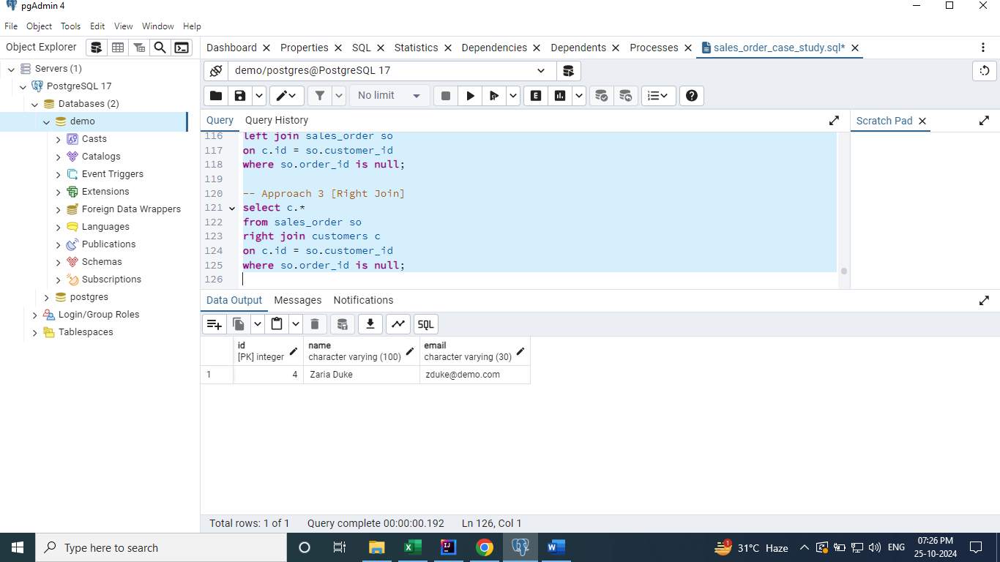 pgAdmin 4
File Object Tools Edit View Window Help
Object Explorer
Dashboard Properties SQL Statistics Dependencies Dependents Processes sales_order_case_study.sql*
Servers (1)
PostgreSQL 17
Databases (2)
demo
Casts
Catalogs
Event Triggers
Extensions
Foreign Data Wrappers
Languages
Publications
Schemas
Subscriptions
postgres
Login/Group Roles
Tablespaces
demo/postgres@PostgreSQL 17
No limit
E
Query Query History
Scratch Pad
116 left join sales_order so
117 on c.id = so.customer_id
118 where so.order_id is null;
119
120 -- Approach 3 [Right Join]
121 select c.*
122 from sales_order so
123 right join customers c
124 on c.id = so.customer_id
125 where so.order_id is null;
126
Data Output Messages Notifications
SQL
id name email
[PK] integer character varying (100) character varying (30)
1 4 Zaria Duke zduke@demo.com
Total rows: 1 of 1 Query complete 00:00:00.192 Ln 126, Col 1
Type here to search
1
31°C Haze
ENG
07:26 PM
25-10-2024